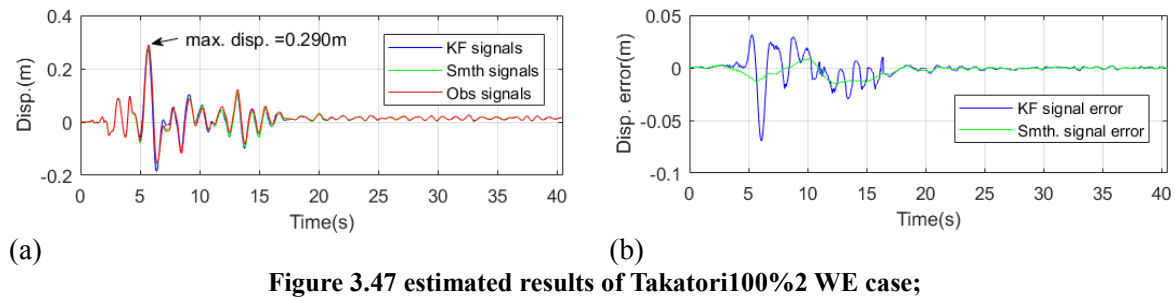 0.4
0.2
0
-0.2
Disp.(m)
max. disp. =0.290m
KF signals
Smth signals
Obs signals
0 5 10 15 20 25 30 35 40
Time(s)
(a)
0.05
0
-0.05
-0.1
Disp. error(m)
KF signal error
Smth. signal error
0 5 10 15 20 25 30 35 40
Time(s)
(b)
Figure 3.47 estimated results of Takatori100%2 WE case;